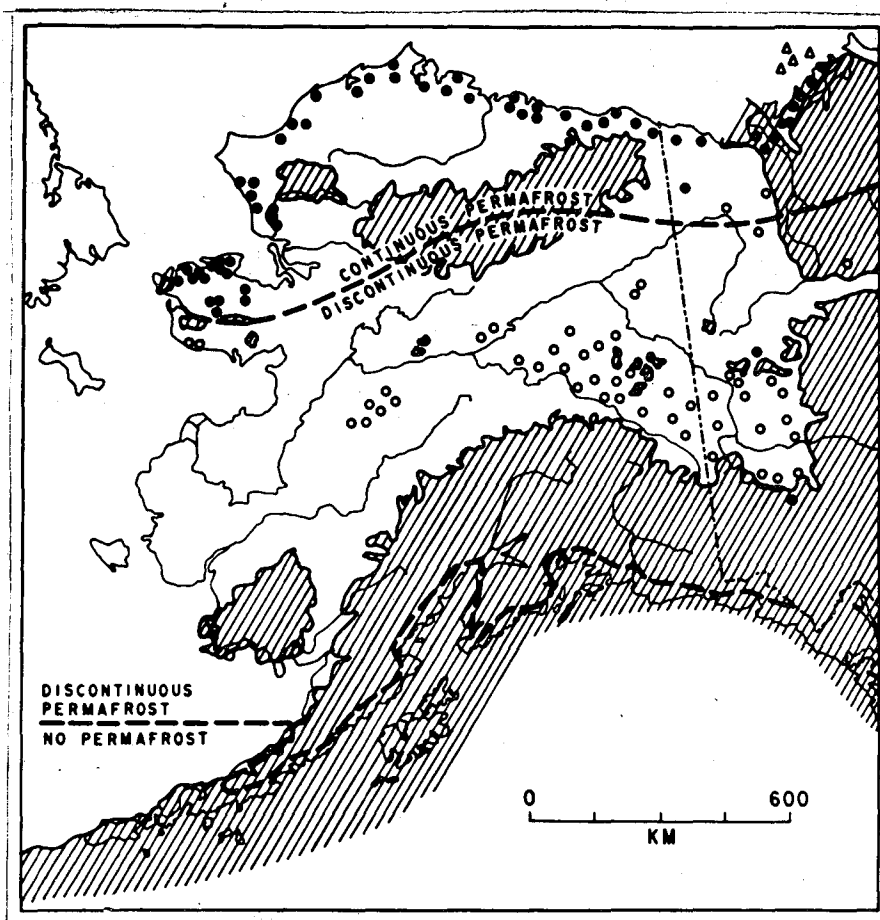 CONTINUOUS PERMAFROST
DISCONTINUOUS PERMAFROST
DISCONTINUOUS
PERMAFROST
NO PERMAFROST
0 600
KM